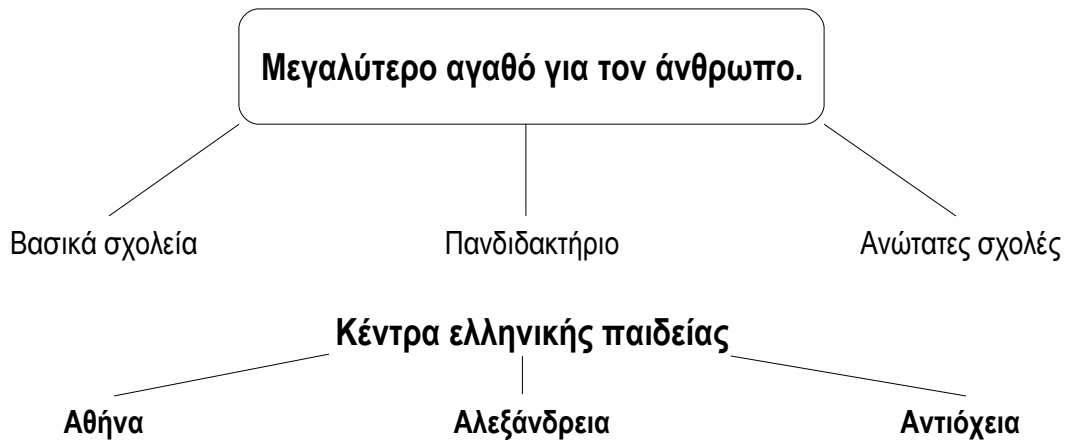 Μεγαλύτερο αγαθό για τον άνθρωπο.
Βασικά σχολεία
Πανδιδακτήριο
Ανώτατες σχολές
Κέντρα ελληνικής παιδείας
Αθήνα
Αλεξάνδρεια
Αντιόχεια